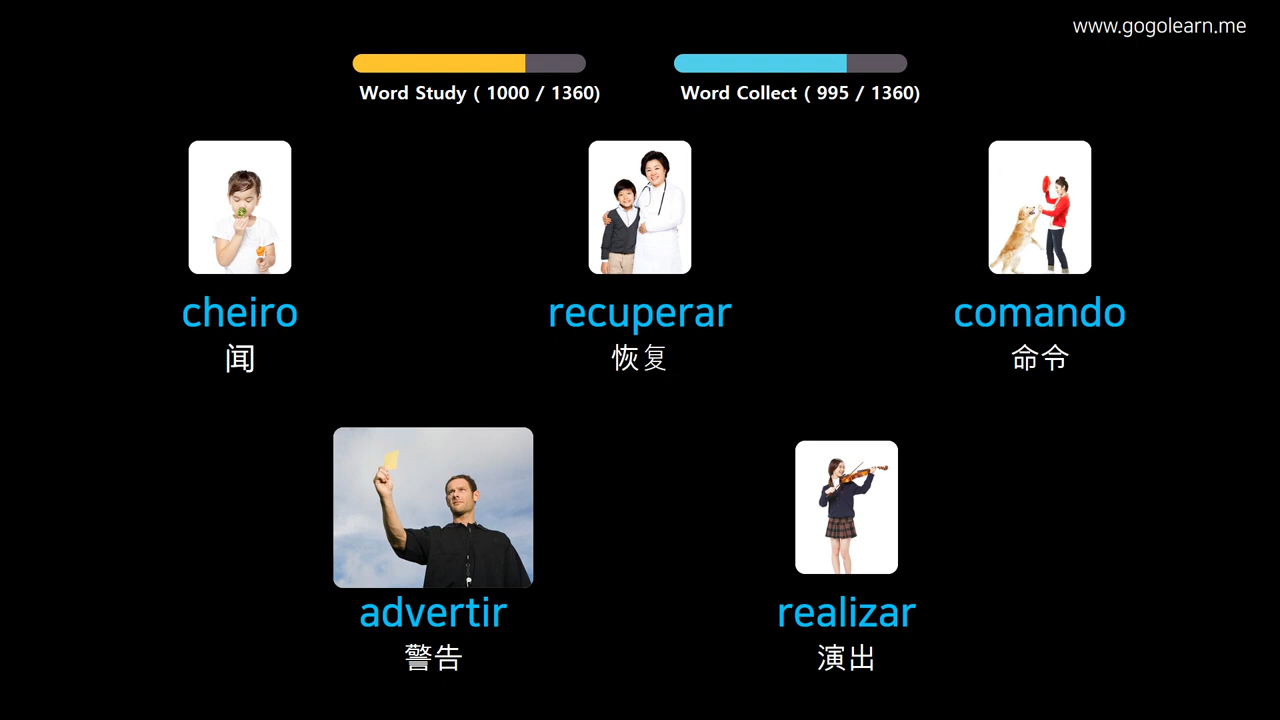 www.gogolearn.me
Word Study ( 1000 / 1360)
Word Collect ( 995 / 1360)
cheiro
闻
recuperar
恢复
comando
命令
advertir
警告
realizar
演出